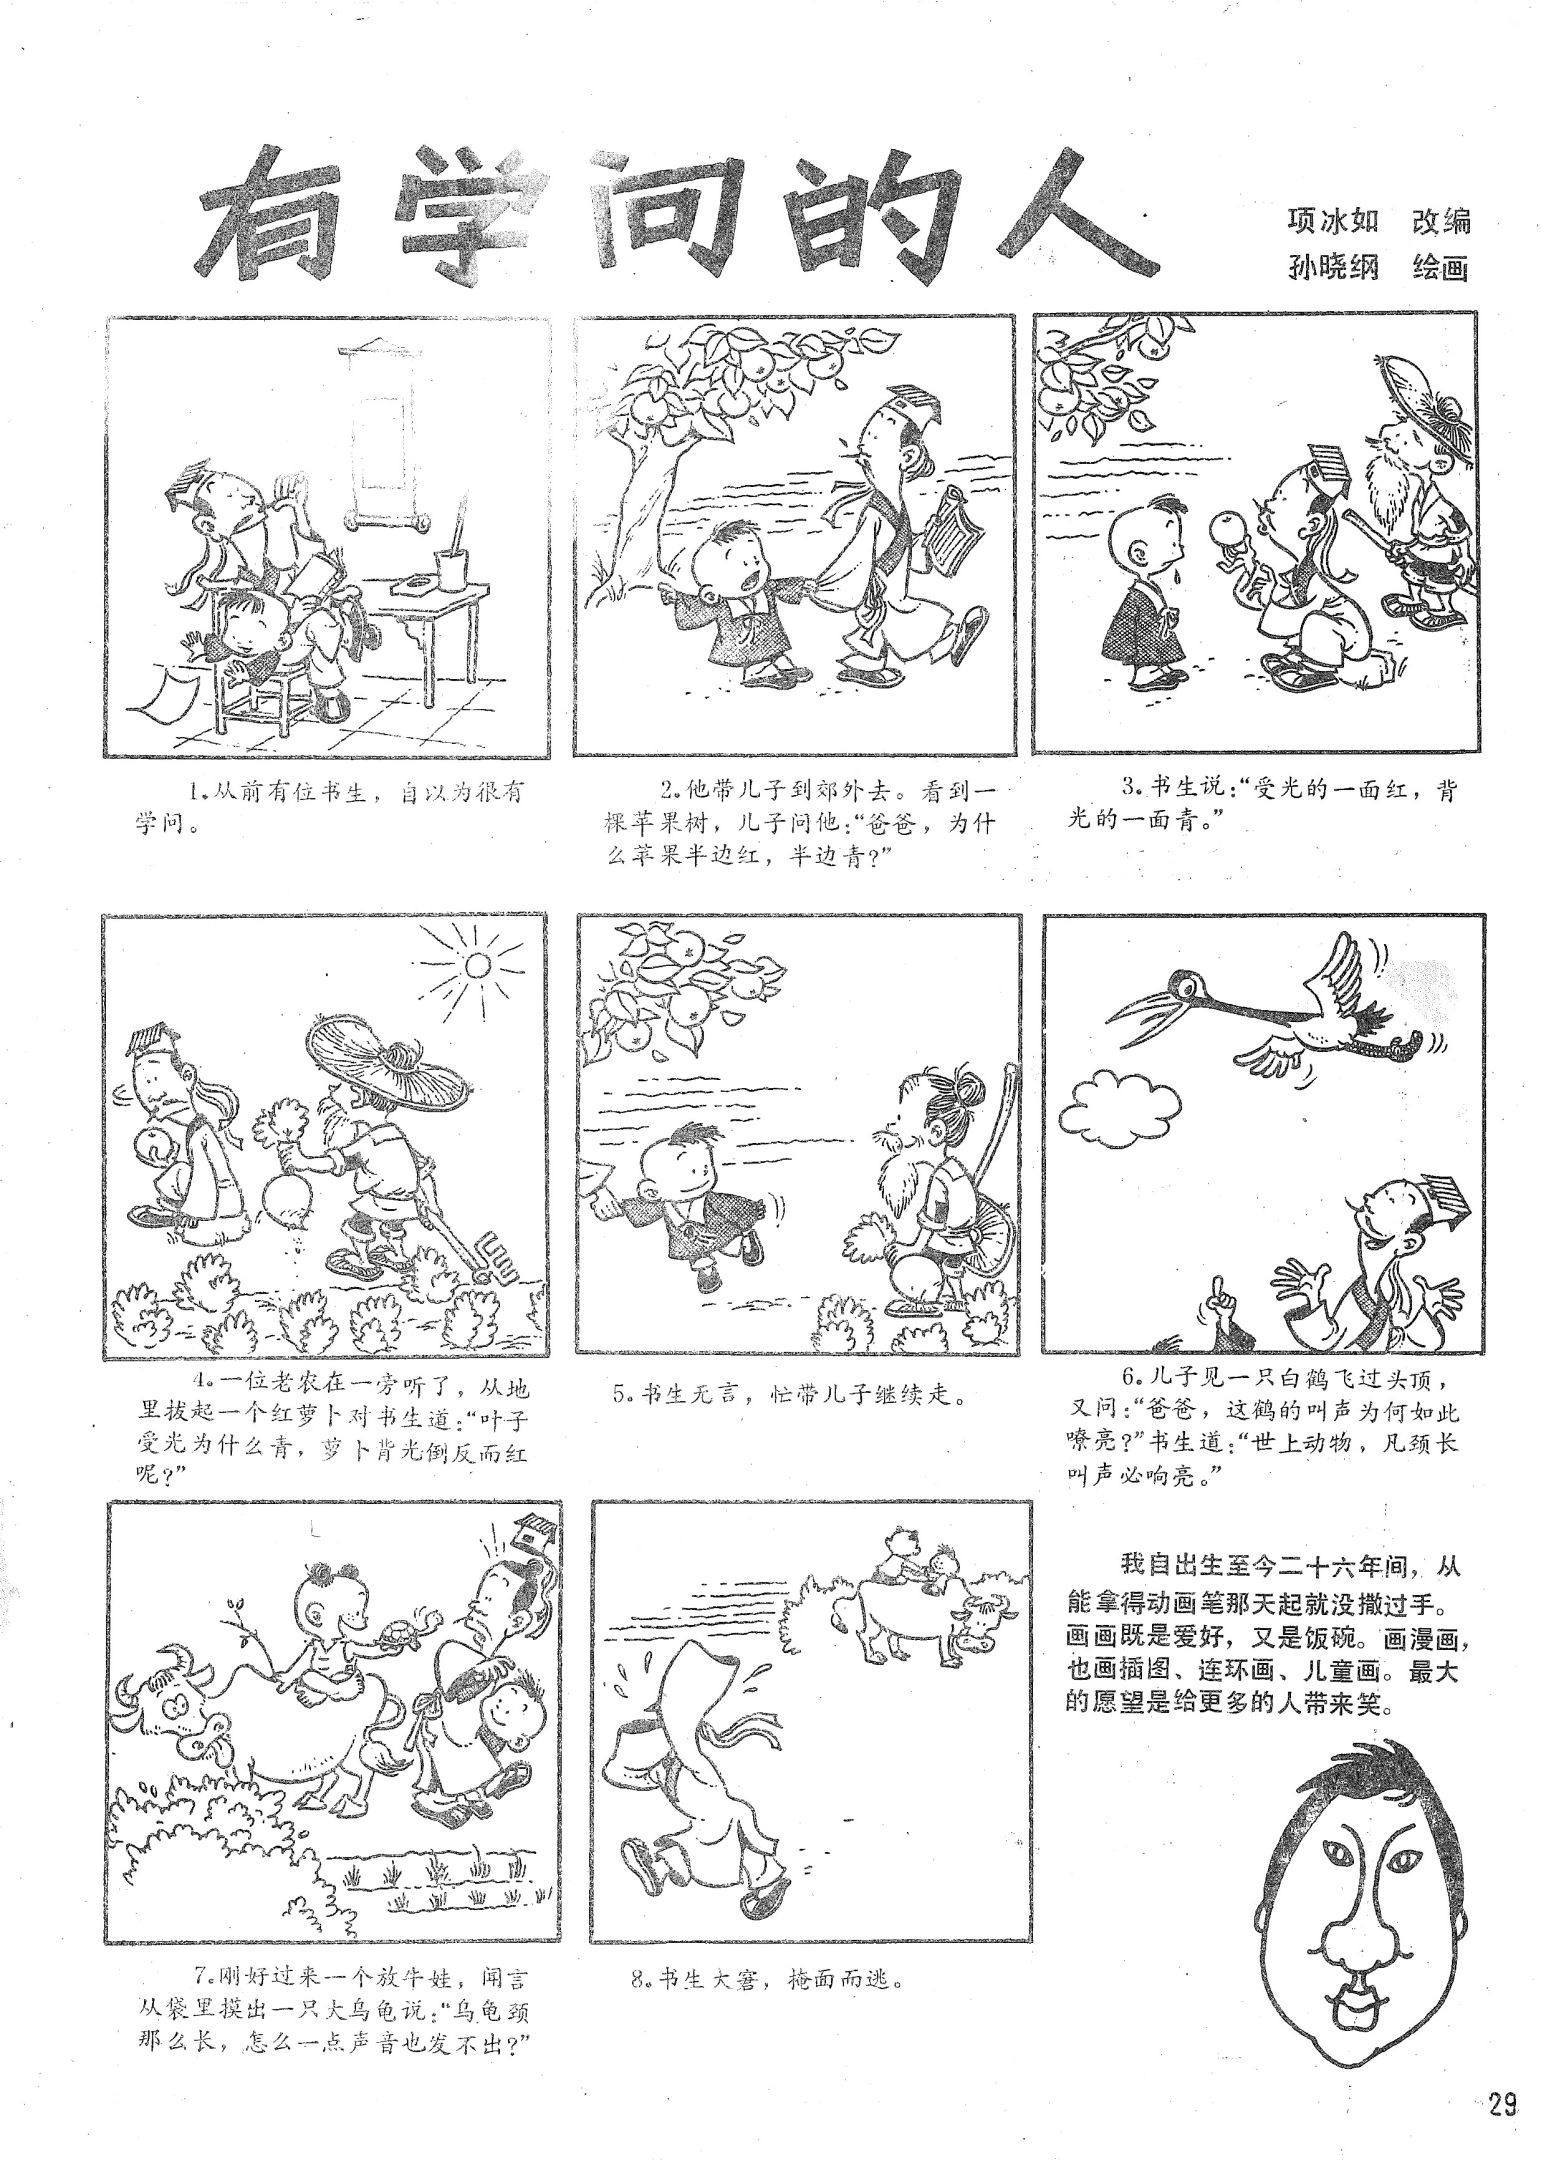 有学问的人
项冰如 改编
孙晓纲 绘画
1.从前有位书生，自以为很有
学问。
2.他带儿子到郊外去。看到一
棵苹果树，儿子问他:“爸爸，为什
么苹果半边红，半边青?”
3.书生说:“受光的一面红，背
光的一面青。”
4.一位老农在一旁听了，从地
里拔起一个红萝卜对书生道:“叶子
受光为什么青，萝卜背光倒反而红
呢?”
5.书生无言，忙带儿子继续走。
6.儿子见一只白鹤飞过头顶，
又问:“爸爸，这鹤的叫声为何如此
嘹亮?”书生道:“世上动物，凡颈长
叫声必响亮。”
7.刚好过来一个放牛娃，闻言
从袋里摸出一只大乌龟说:“乌龟颈
那么长，怎么一点声音也发不出?”
8.书生大窘，掩面而逃。
我自出生至今二十六年间，从
能拿得动画笔那天起就没撒过手。
画画既是爱好，又是饭碗。画漫画，
也画插图、连环画、儿童画。最大
的愿望是给更多的人带来笑。
29